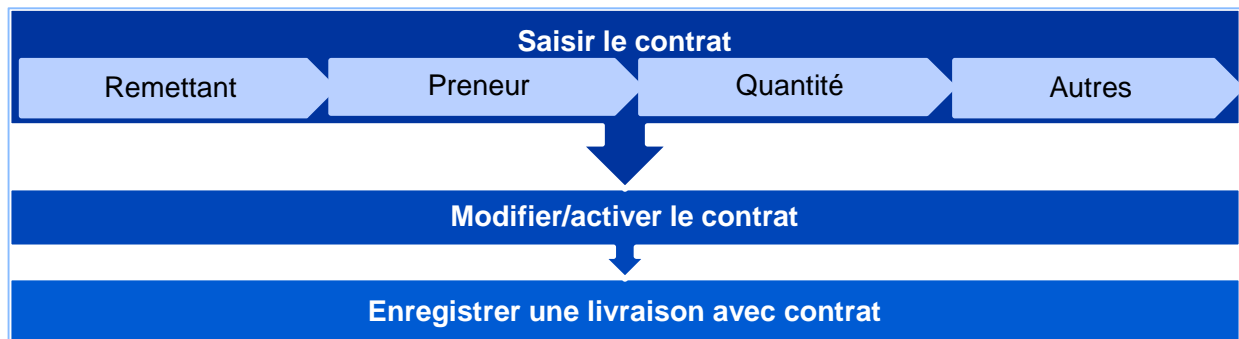 Saisir le contrat
Remettant
Preneur
Quantité
Autres
Modifier/activer le contrat
Enregistrer une livraison avec contrat